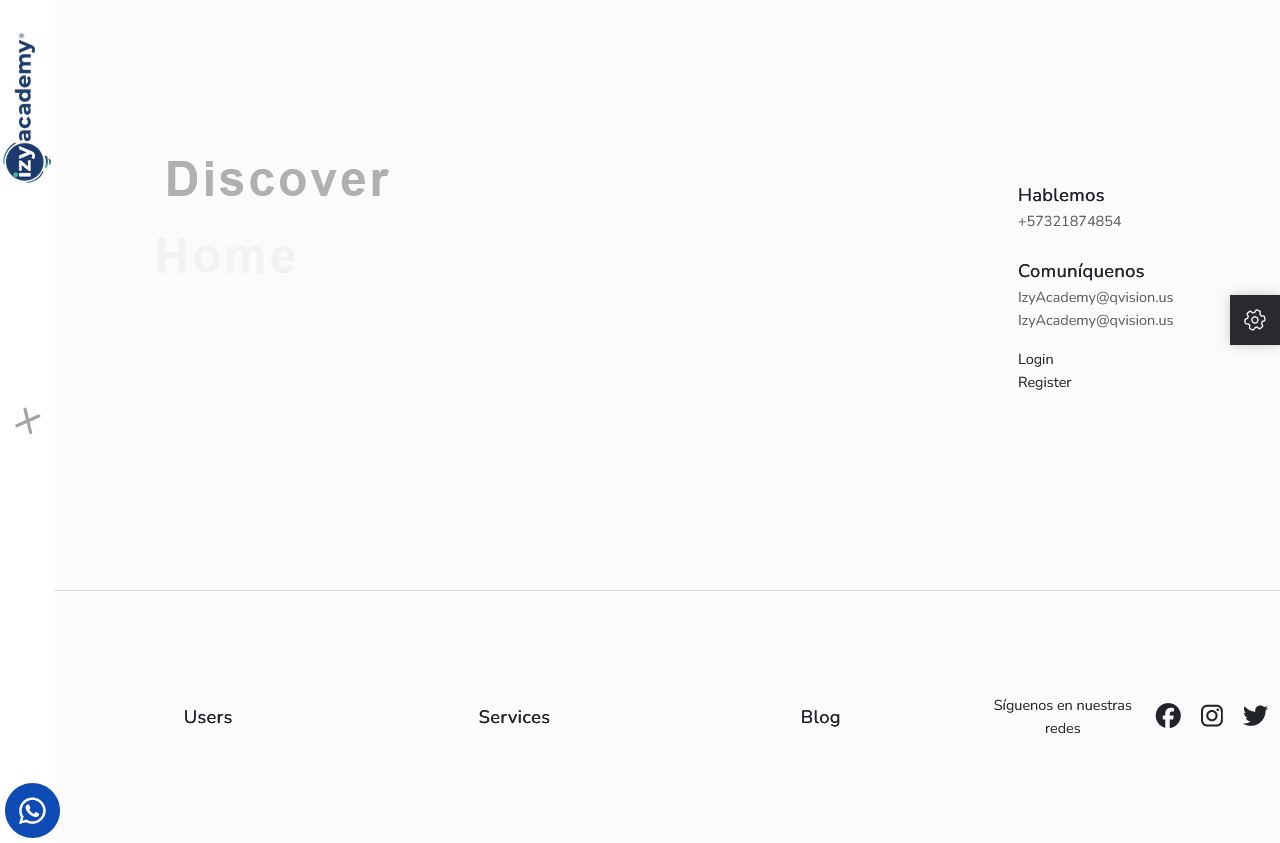 izyacademy®
Discover
Home
Hablemos
+57321874854
Comuníquenos
IzyAcademy@qvision.us
IzyAcademy@qvision.us
Login
Register
Users
Services
Blog
Síguenos en nuestras
redes